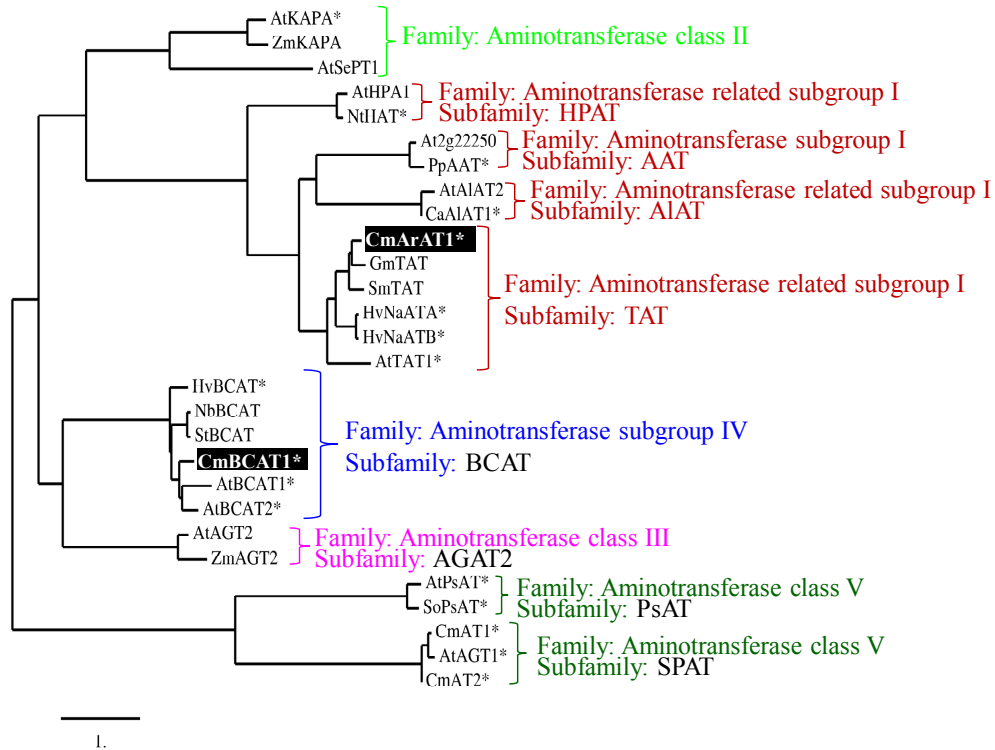 AtKAPA*
ZmKAPA
AtSePT1
Family: Aminotransferase class II
AtHPA1
NtHAT*
Family: Aminotransferase related subgroup I
Subfamily: HPAT
At2g22250
PpAAT*
Family: Aminotransferase subgroup I
Subfamily: AAT
AtAlAT2
CaAlAT1*
Family: Aminotransferase related subgroup I
Subfamily: AlAT
CmArAT1*
GmTAT
SmTAT
HvNaATA*
HvNaATB*
AtTAT1*
Family: Aminotransferase related subgroup I
Subfamily: TAT
HvBCAT*
NbBCAT
StBCAT
CmBCAT1*
AtBCAT1*
AtBCAT2*
Family: Aminotransferase subgroup IV
Subfamily: BCAT
AtAGT2
ZmAGT2
Family: Aminotransferase class III
Subfamily: AGAT2
AtPsAT*
SoPsAT*
Family: Aminotransferase class V
Subfamily: PsAT
CmAT1*
AtAGT1*
CmAT2*
Family: Aminotransferase class V
Subfamily: SPAT
1.